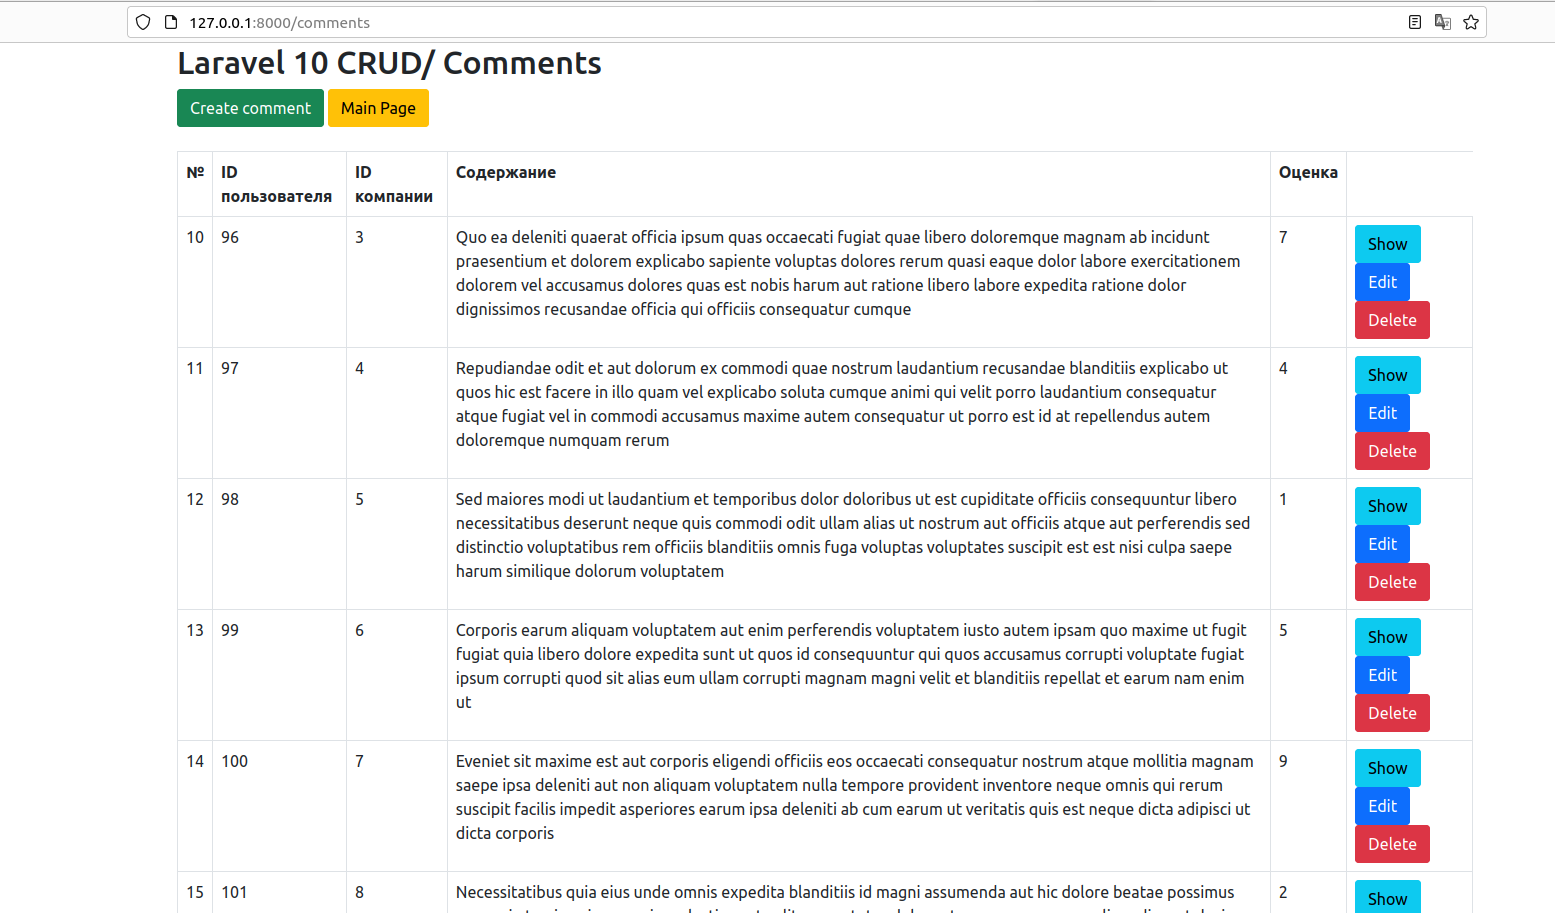 127.0.0.1:8000/comments
Laravel 10 CRUD/ Comments
Create comment Main Page
№ ID пользователя ID компании Содержание Оценка
10 96 3 Quo ea deleniti quaerat officia ipsum quas occaecati fugiat quae libero doloremque magnam ab incidunt 7 Show
praesentium et dolorem explicabo sapiente voluptas dolores rerum quasi eaque dolor labore exercitationem
dolorem vel accusamus dolores quas est nobis harum aut ratione libero labore expedita ratione dolor Edit
dignissimos recusandae officia qui officiis consequatur cumque Delete
11 97 4 Repudiandae odit et aut dolorum ex commodi quae nostrum laudantium recusandae blanditiis explicabo ut 4 Show
quos hic est facere in illo quam vel explicabo soluta cumque animi qui velit porro laudantium consequatur
atque fugiat vel in commodi accusamus maxime autem consequatur ut porro est id at repellendus autem Edit
doloremque numquam rerum Delete
12 98 5 Sed maiores modi ut laudantium et temporibus dolor doloribus ut est cupiditate officiis consequuntur libero 1 Show
necessitatibus deserunt neque quis commodi odit ullam alias ut nostrum aut officiis atque aut perferendis sed
distinctio voluptatibus rem officiis blanditiis omnis fuga voluptas voluptates suscipit est est nisi culpa saepe Edit
harum similique dolorum voluptatem Delete
13 99 6 Corporis earum aliquam voluptatem aut enim perferendis voluptatem iusto autem ipsam quo maxime ut fugit 5 Show
fugiat quia libero dolore expedita sunt ut quos id consequuntur qui quos accusamus corrupti voluptate fugiat
ipsum corrupti quod sit alias eum ullam corrupti magnam magni velit et blanditiis repellat et earum nam enim Edit
ut Delete
14 100 7 Eveniet sit maxime est aut corporis eligendi officiis eos occaecati consequatur nostrum atque mollitia magnam 9 Show
saepe ipsa deleniti aut non aliquam voluptatem nulla tempore provident inventore neque omnis qui rerum
suscipit facilis impedit asperiores earum ipsa deleniti ab cum earum ut veritatis quis est neque dicta adipisci ut Edit
dicta corporis Delete
15 101 8 Necessitatibus quia eius unde omnis expedita blanditiis id magni assumenda aut hic dolore beatae possimus 2 Show